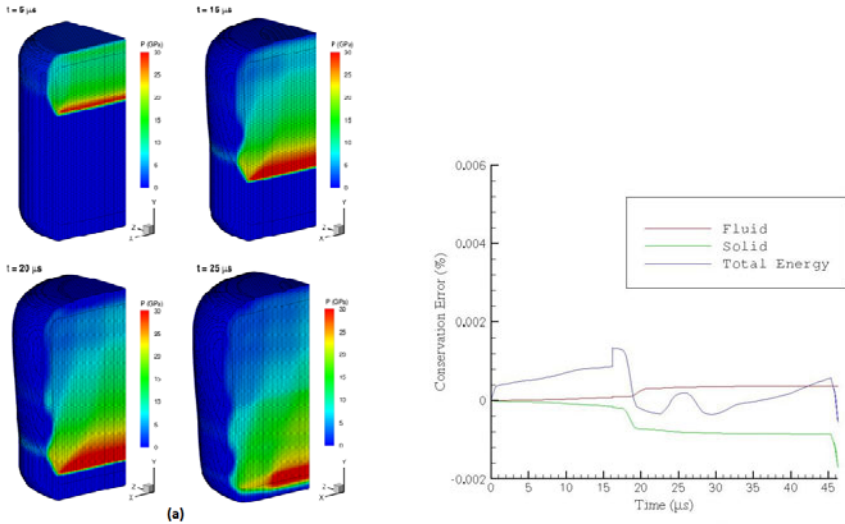 t = 5 μs
P (GPa)
30
25
20
15
10
5
0
Y
Z
X
t = 15 μs
P (GPa)
30
25
20
15
10
5
0
Y
Z
X
t = 20 μs
P (GPa)
30
25
20
15
10
5
0
Y
Z
X
t = 25 μs
P (GPa)
30
25
20
15
10
5
0
Y
Z
X
(a)
0.006
0.004
0.002
0
-0.002
Conservation Error (%)
Fluid
Solid
Total Energy
0 5 10 15 20 25 30 35 40 45
Time (μs)